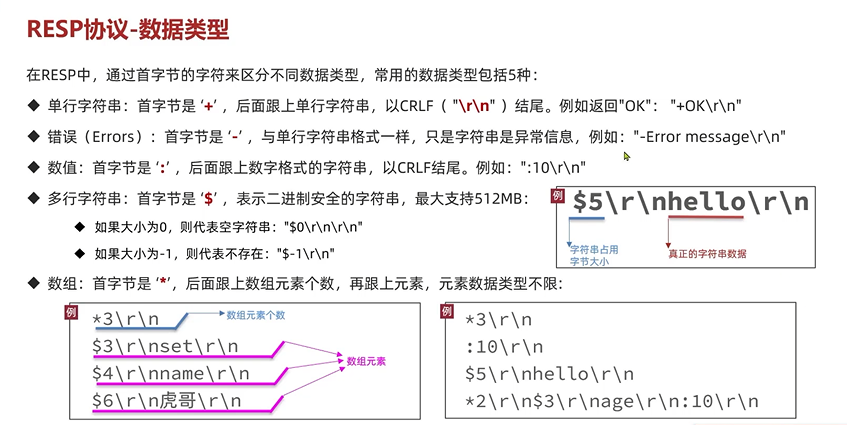 RESP协议-数据类型
在RESP中，通过首字节的字符来区分不同数据类型，常用的数据类型包括5种：
◆ 单行字符串：首字节是 ‘+’ ，后面跟上单行字符串，以CRLF（ "\r\n" ）结尾。例如返回"OK"： "+OK\r\n"
◆ 错误（Errors）：首字节是 ‘-’ ，与单行字符串格式一样，只是字符串是异常信息，例如："-Error message\r\n"
◆ 数值：首字节是 ‘:’ ，后面跟上数字格式的字符串，以CRLF结尾。例如：":10\r\n"
◆ 多行字符串：首字节是 ‘$’ ，表示二进制安全的字符串，最大支持512MB：
◆ 如果大小为0，则代表空字符串："$0\r\n\r\n"
◆ 如果大小为-1，则代表不存在："$-1\r\n"
例
$5\r\nhello\r\n
字符串占用
字节大小
真正的字符串数据
◆ 数组：首字节是 ‘*’，后面跟上数组元素个数，再跟上元素，元素数据类型不限：
例
*3\r\n
数组元素个数
$3\r\nset\r\n
$4\r\nname\r\n
$6\r\n虎哥\r\n
数组元素
例
*3\r\n
:10\r\n
$5\r\nhello\r\n
*2\r\n$3\r\nage\r\n:10\r\n